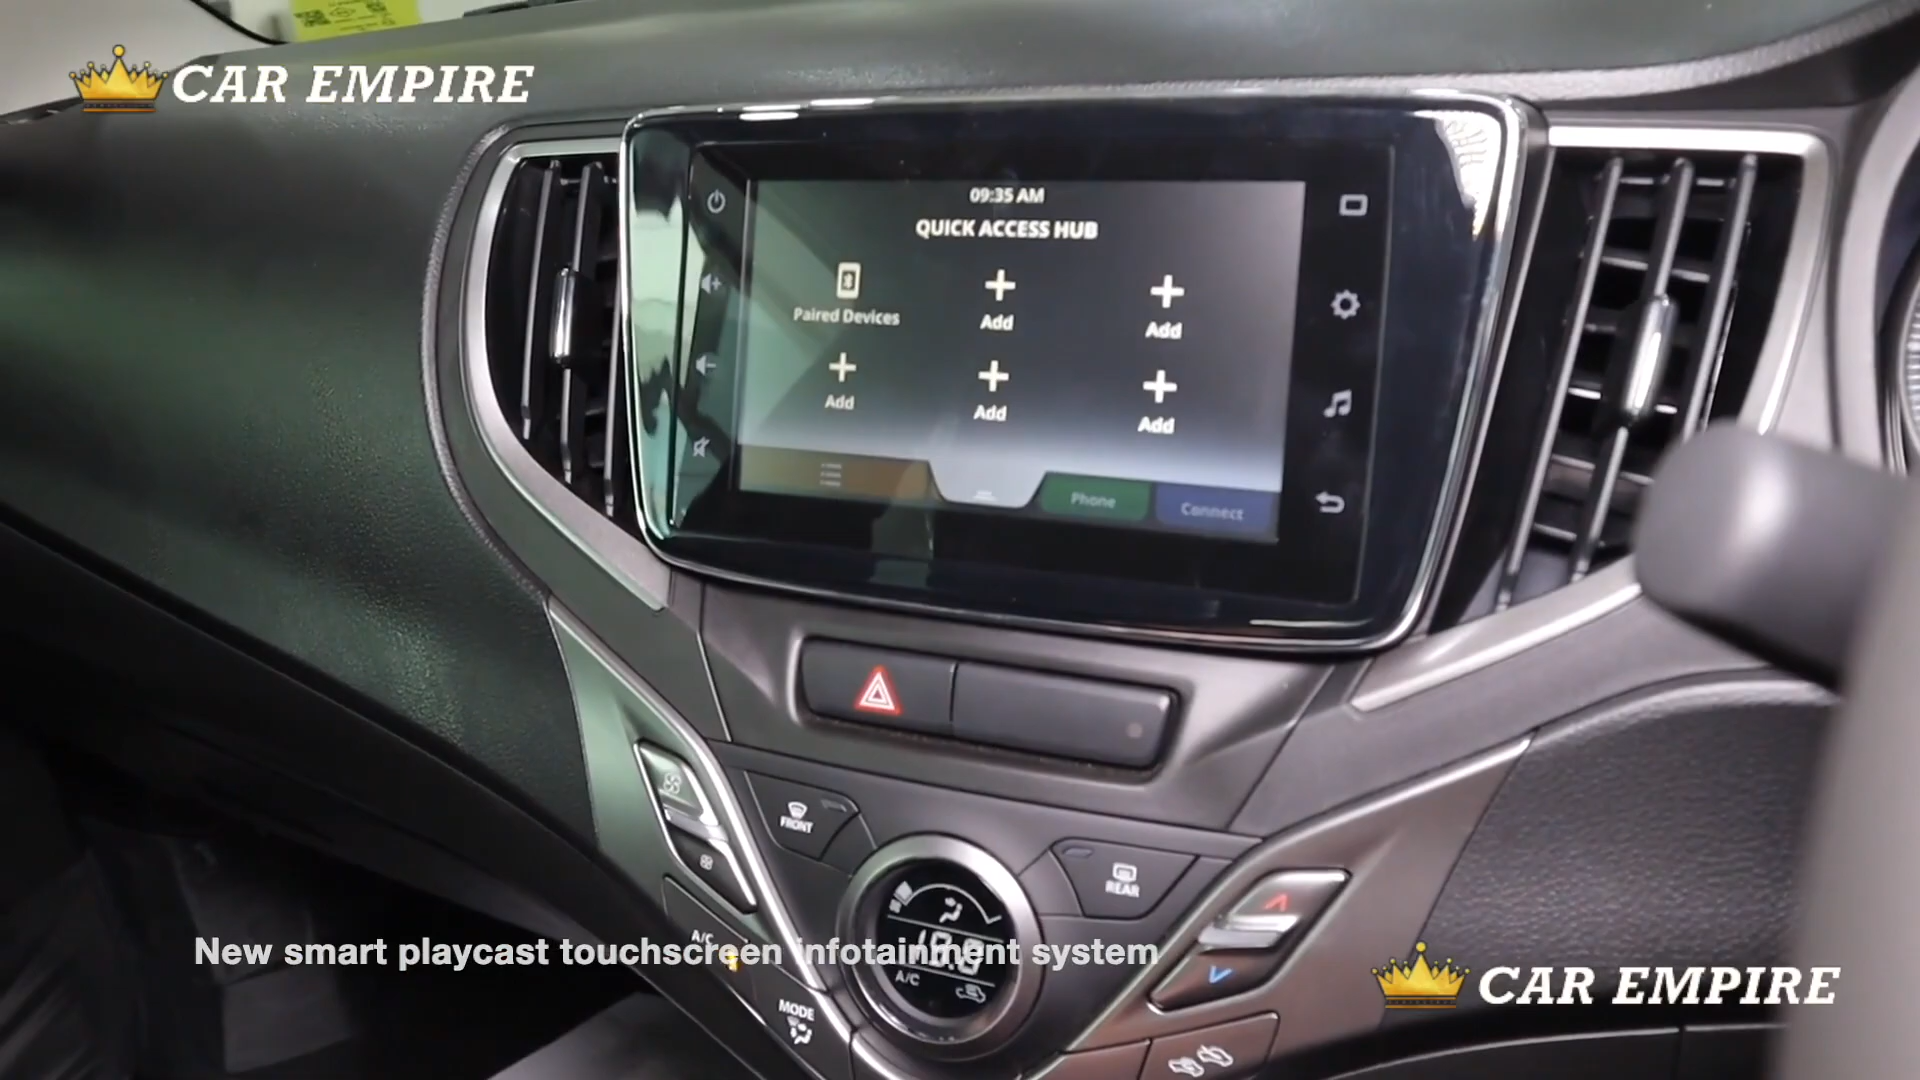 CAR EMPIRE
09:35 AM
QUICK ACCESS HUB
Paired Devices
Add
Add
Add
Add
Add
Phone
Connect
FRONT
REAR
A/C
A/C
MODE
New smart playcast touchscreen infotainment system
CAR EMPIRE